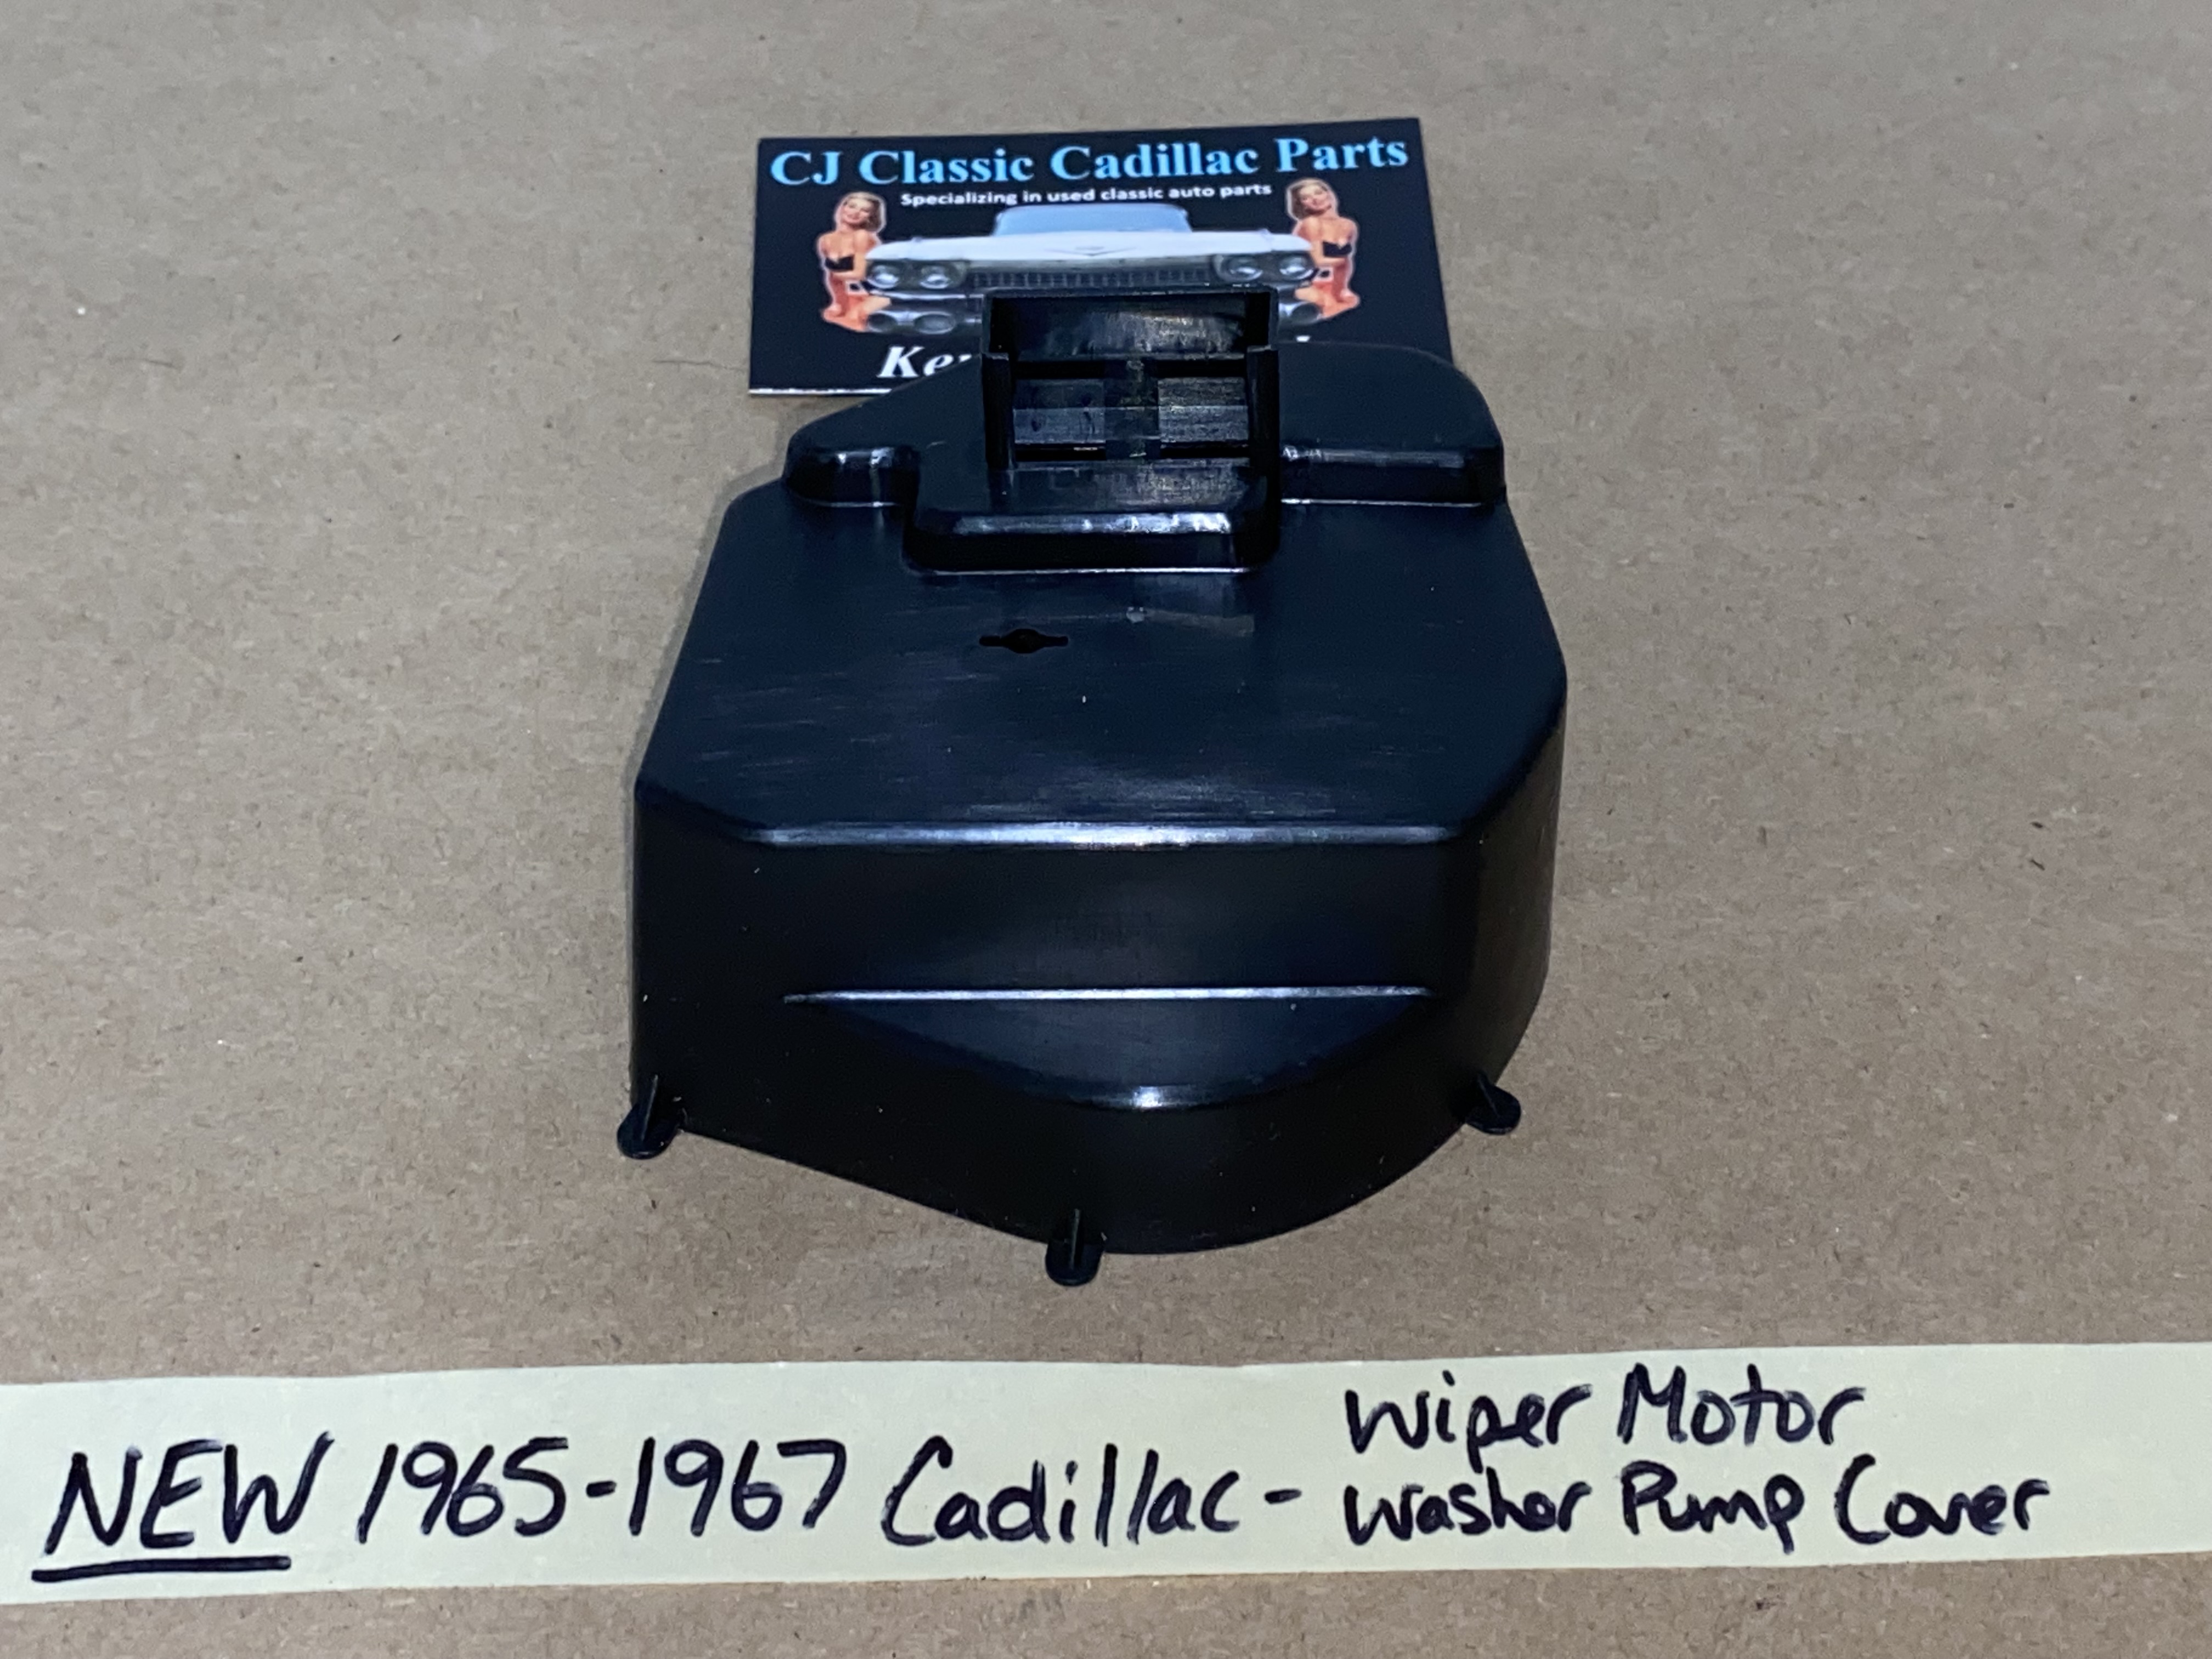 CJ Classic Cadillac Parts
Specializing in used classic auto parts
NEW 1965-1967 Cadillac - Wiper Motor
Washer Pump Cover